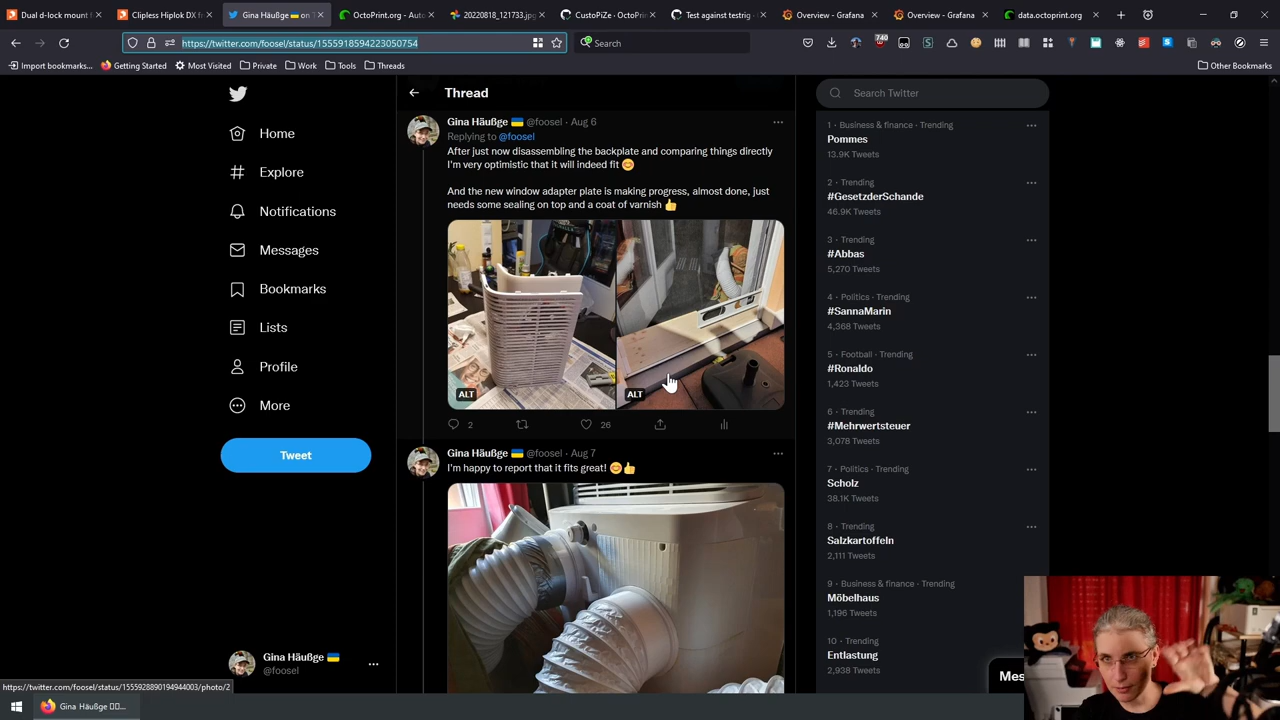 Dual d-lock mount f
Clipless Hiplok DX fr
Gina Häußge on T
OctoPrint.org - Auto
20220818_121733.jpg
CustoPiZe · OctoPrin
Test against testrig ·
Overview - Grafana
Overview - Grafana
data.octoprint.org
https://twitter.com/foosel/status/1555918594223050754
Search
740
Import bookmarks...
Getting Started
Most Visited
Private
Work
Tools
Threads
Other Bookmarks
Home
Explore
Notifications
Messages
Bookmarks
Lists
Profile
More
Tweet
Gina Häußge
@foosel
Thread
Gina Häußge @foosel · Aug 6
Replying to @foosel
After just now disassembling the backplate and comparing things directly
I'm very optimistic that it will indeed fit
And the new window adapter plate is making progress, almost done, just
needs some sealing on top and a coat of varnish
ALT
ALT
2
26
Gina Häußge @foosel · Aug 7
I'm happy to report that it fits great!
Search Twitter
1 · Business & finance · Trending
Pommes
13.9K Tweets
2 · Trending
#GesetzderSchande
46.9K Tweets
3 · Trending
#Abbas
5,270 Tweets
4 · Politics · Trending
#SannaMarin
4,368 Tweets
5 · Football · Trending
#Ronaldo
1,423 Tweets
6 · Trending
#Mehrwertsteuer
3,078 Tweets
7 · Politics · Trending
Scholz
38.1K Tweets
8 · Trending
Salzkartoffeln
2,111 Tweets
9 · Business & finance · Trending
Möbelhaus
1,196 Tweets
10 · Trending
Entlastung
2,938 Tweets
Mes
https://twitter.com/foosel/status/1555928890194944003/photo/2
Gina Häußge